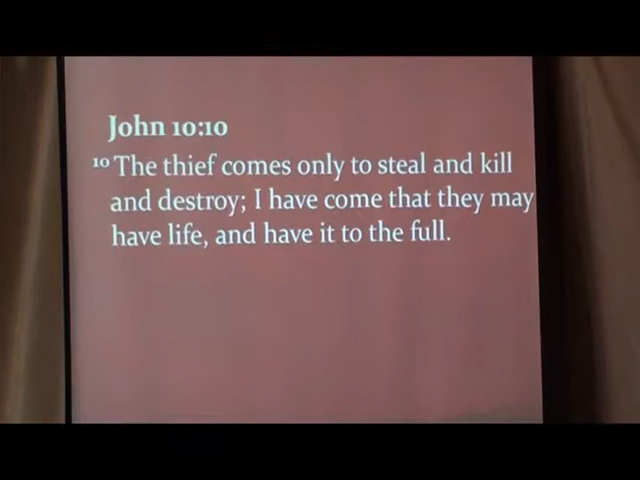 John 10:10
10 The thief comes only to steal and kill
and destroy; I have come that they may
have life, and have it to the full.